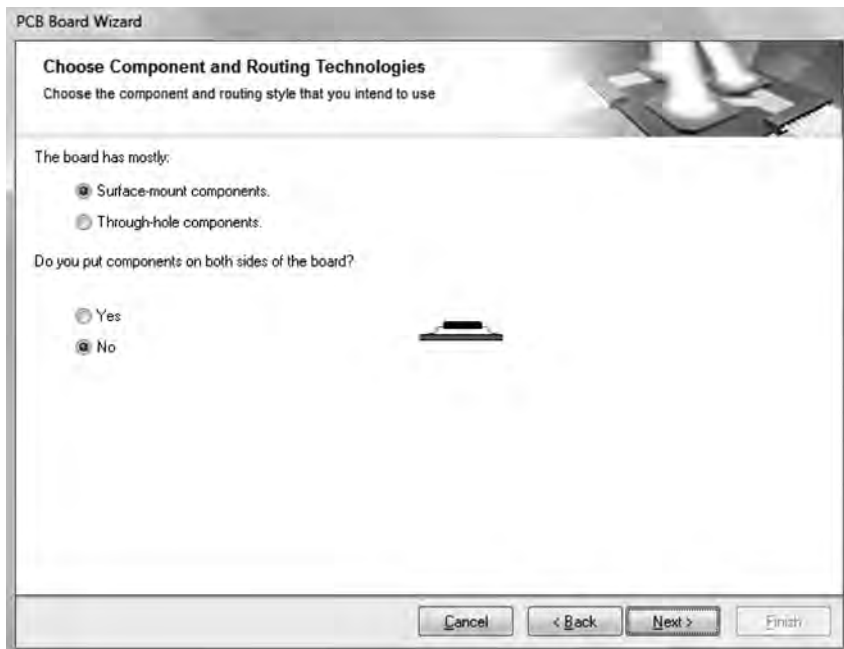 PCB Board Wizard
Choose Component and Routing Technologies
Choose the component and routing style that you intend to use
The board has mostly:
Surface-mount components.
Through-hole components.
Do you put components on both sides of the board?
Yes
No
Cancel
< Back
Next >
Finish